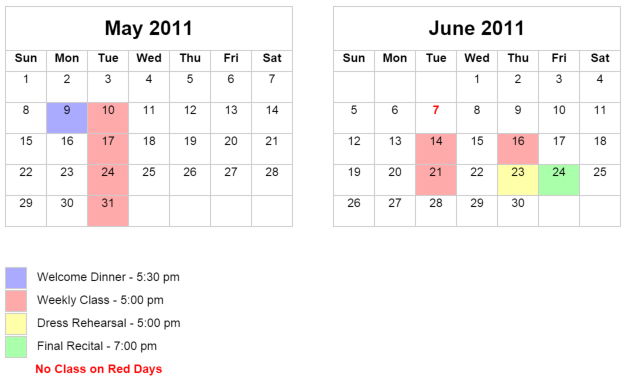 May 2011
Sun Mon Tue Wed Thu Fri Sat
1 2 3 4 5 6 7
8 9 10 11 12 13 14
15 16 17 18 19 20 21
22 23 24 25 26 27 28
29 30 31
June 2011
Sun Mon Tue Wed Thu Fri Sat
1 2 3 4
5 6 7 8 9 10 11
12 13 14 15 16 17 18
19 20 21 22 23 24 25
26 27 28 29 30
Welcome Dinner - 5:30 pm
Weekly Class - 5:00 pm
Dress Rehearsal - 5:00 pm
Final Recital - 7:00 pm
No Class on Red Days